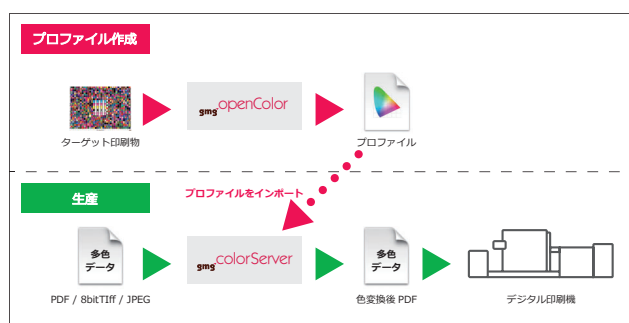 プロファイル作成
gmg openColor
ターゲット印刷物
プロファイル
生産
プロファイルをインポート
多色
データ
gmg colorServer
多色
データ
PDF / 8bitTIff / JPEG
色変換後 PDF
デジタル印刷機